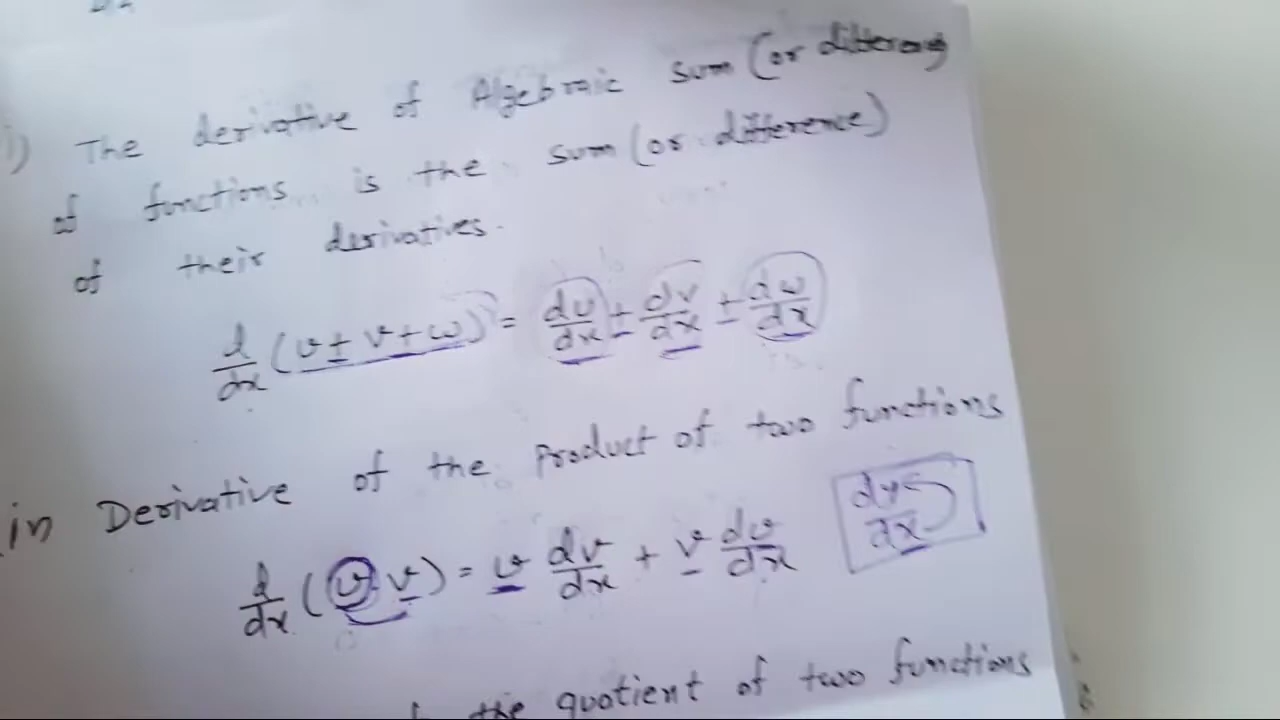 i) The derivative of Algebraic sum (or difference)
of functions is the sum (or difference)
of their derivatives.
d/dx (u ± v ± w) = du/dx ± dv/dx ± dw/dx
in Derivative of the Product of two functions
d/dx (u.v) = u dv/dx + v du/dx dy/dx
the quotient of two functions